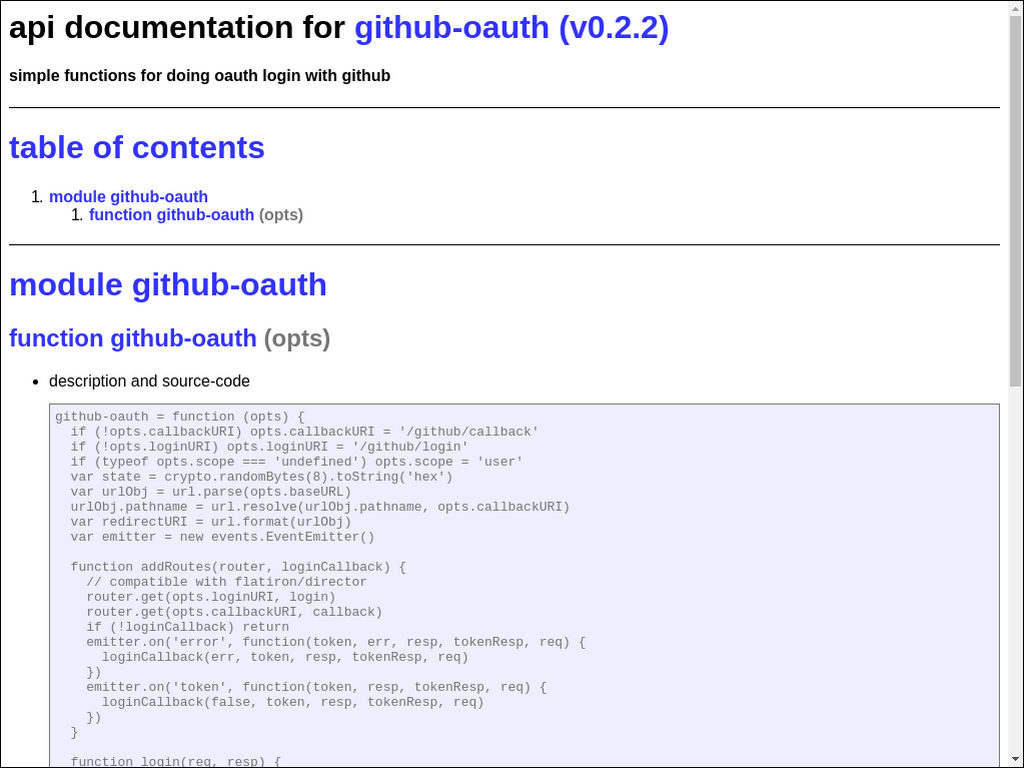 api documentation for github-oauth (v0.2.2)
simple functions for doing oauth login with github
table of contents
1. module github-oauth
1. function github-oauth (opts)
module github-oauth
function github-oauth (opts)
• description and source-code
github-oauth = function (opts) {
  if (!opts.callbackURI) opts.callbackURI = '/github/callback'
  if (!opts.loginURI) opts.loginURI = '/github/login'
  if (typeof opts.scope === 'undefined') opts.scope = 'user'
  var state = crypto.randomBytes(8).toString('hex')
  var urlObj = url.parse(opts.baseURL)
  urlObj.pathname = url.resolve(urlObj.pathname, opts.callbackURI)
  var redirectURI = url.format(urlObj)
  var emitter = new events.EventEmitter()
  function addRoutes(router, loginCallback) {
    // compatible with flatiron/director
    router.get(opts.loginURI, login)
    router.get(opts.callbackURI, callback)
    if (!loginCallback) return
    emitter.on('error', function(token, err, resp, tokenResp, req) {
      loginCallback(err, token, resp, tokenResp, req)
    })
    emitter.on('token', function(token, resp, tokenResp, req) {
      loginCallback(false, token, resp, tokenResp, req)
    })
  }
  function login(req, resp) {